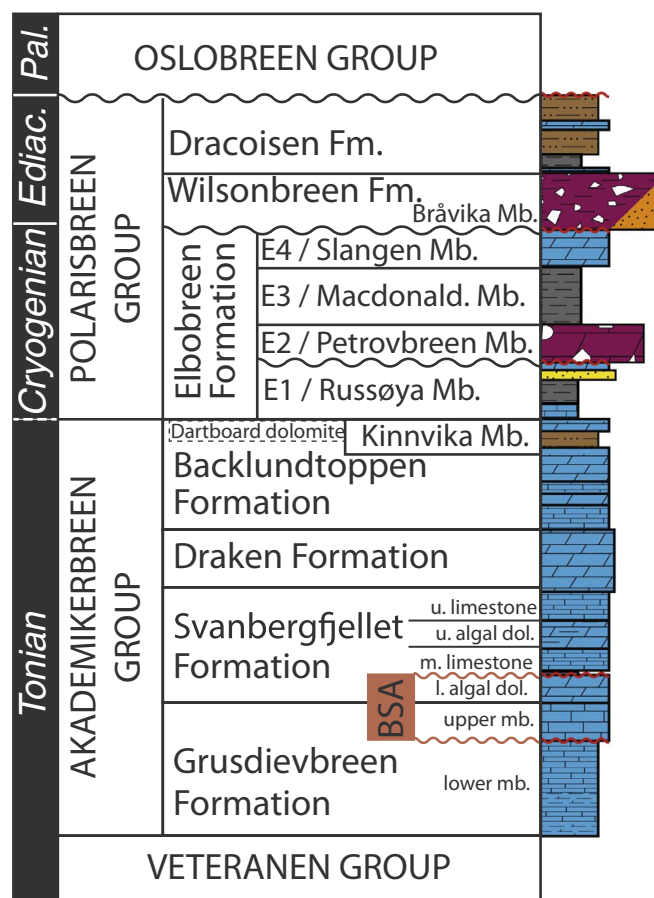 Pal.
OSLOBREEN GROUP
Ediac.
Cryogenian
Tonian
POLARISBREEN
GROUP
Dracoisen Fm.
Wilsonbreen Fm.
Bråvika Mb.
Elbobreen
Formation
E4 / Slangen Mb.
E3 / Macdonald. Mb.
E2 / Petrovbreen Mb.
E1 / Russøya Mb.
AKADEMIKERBREEN
GROUP
Dartboard dolomite
Kinnvika Mb.
Backlundtoppen
Formation
Draken Formation
Svanbergfjellet
Formation
u. limestone
u. algal dol.
m. limestone
l. algal dol.
BSA
upper mb.
Grusdievbreen
Formation
lower mb.
VETERANEN GROUP